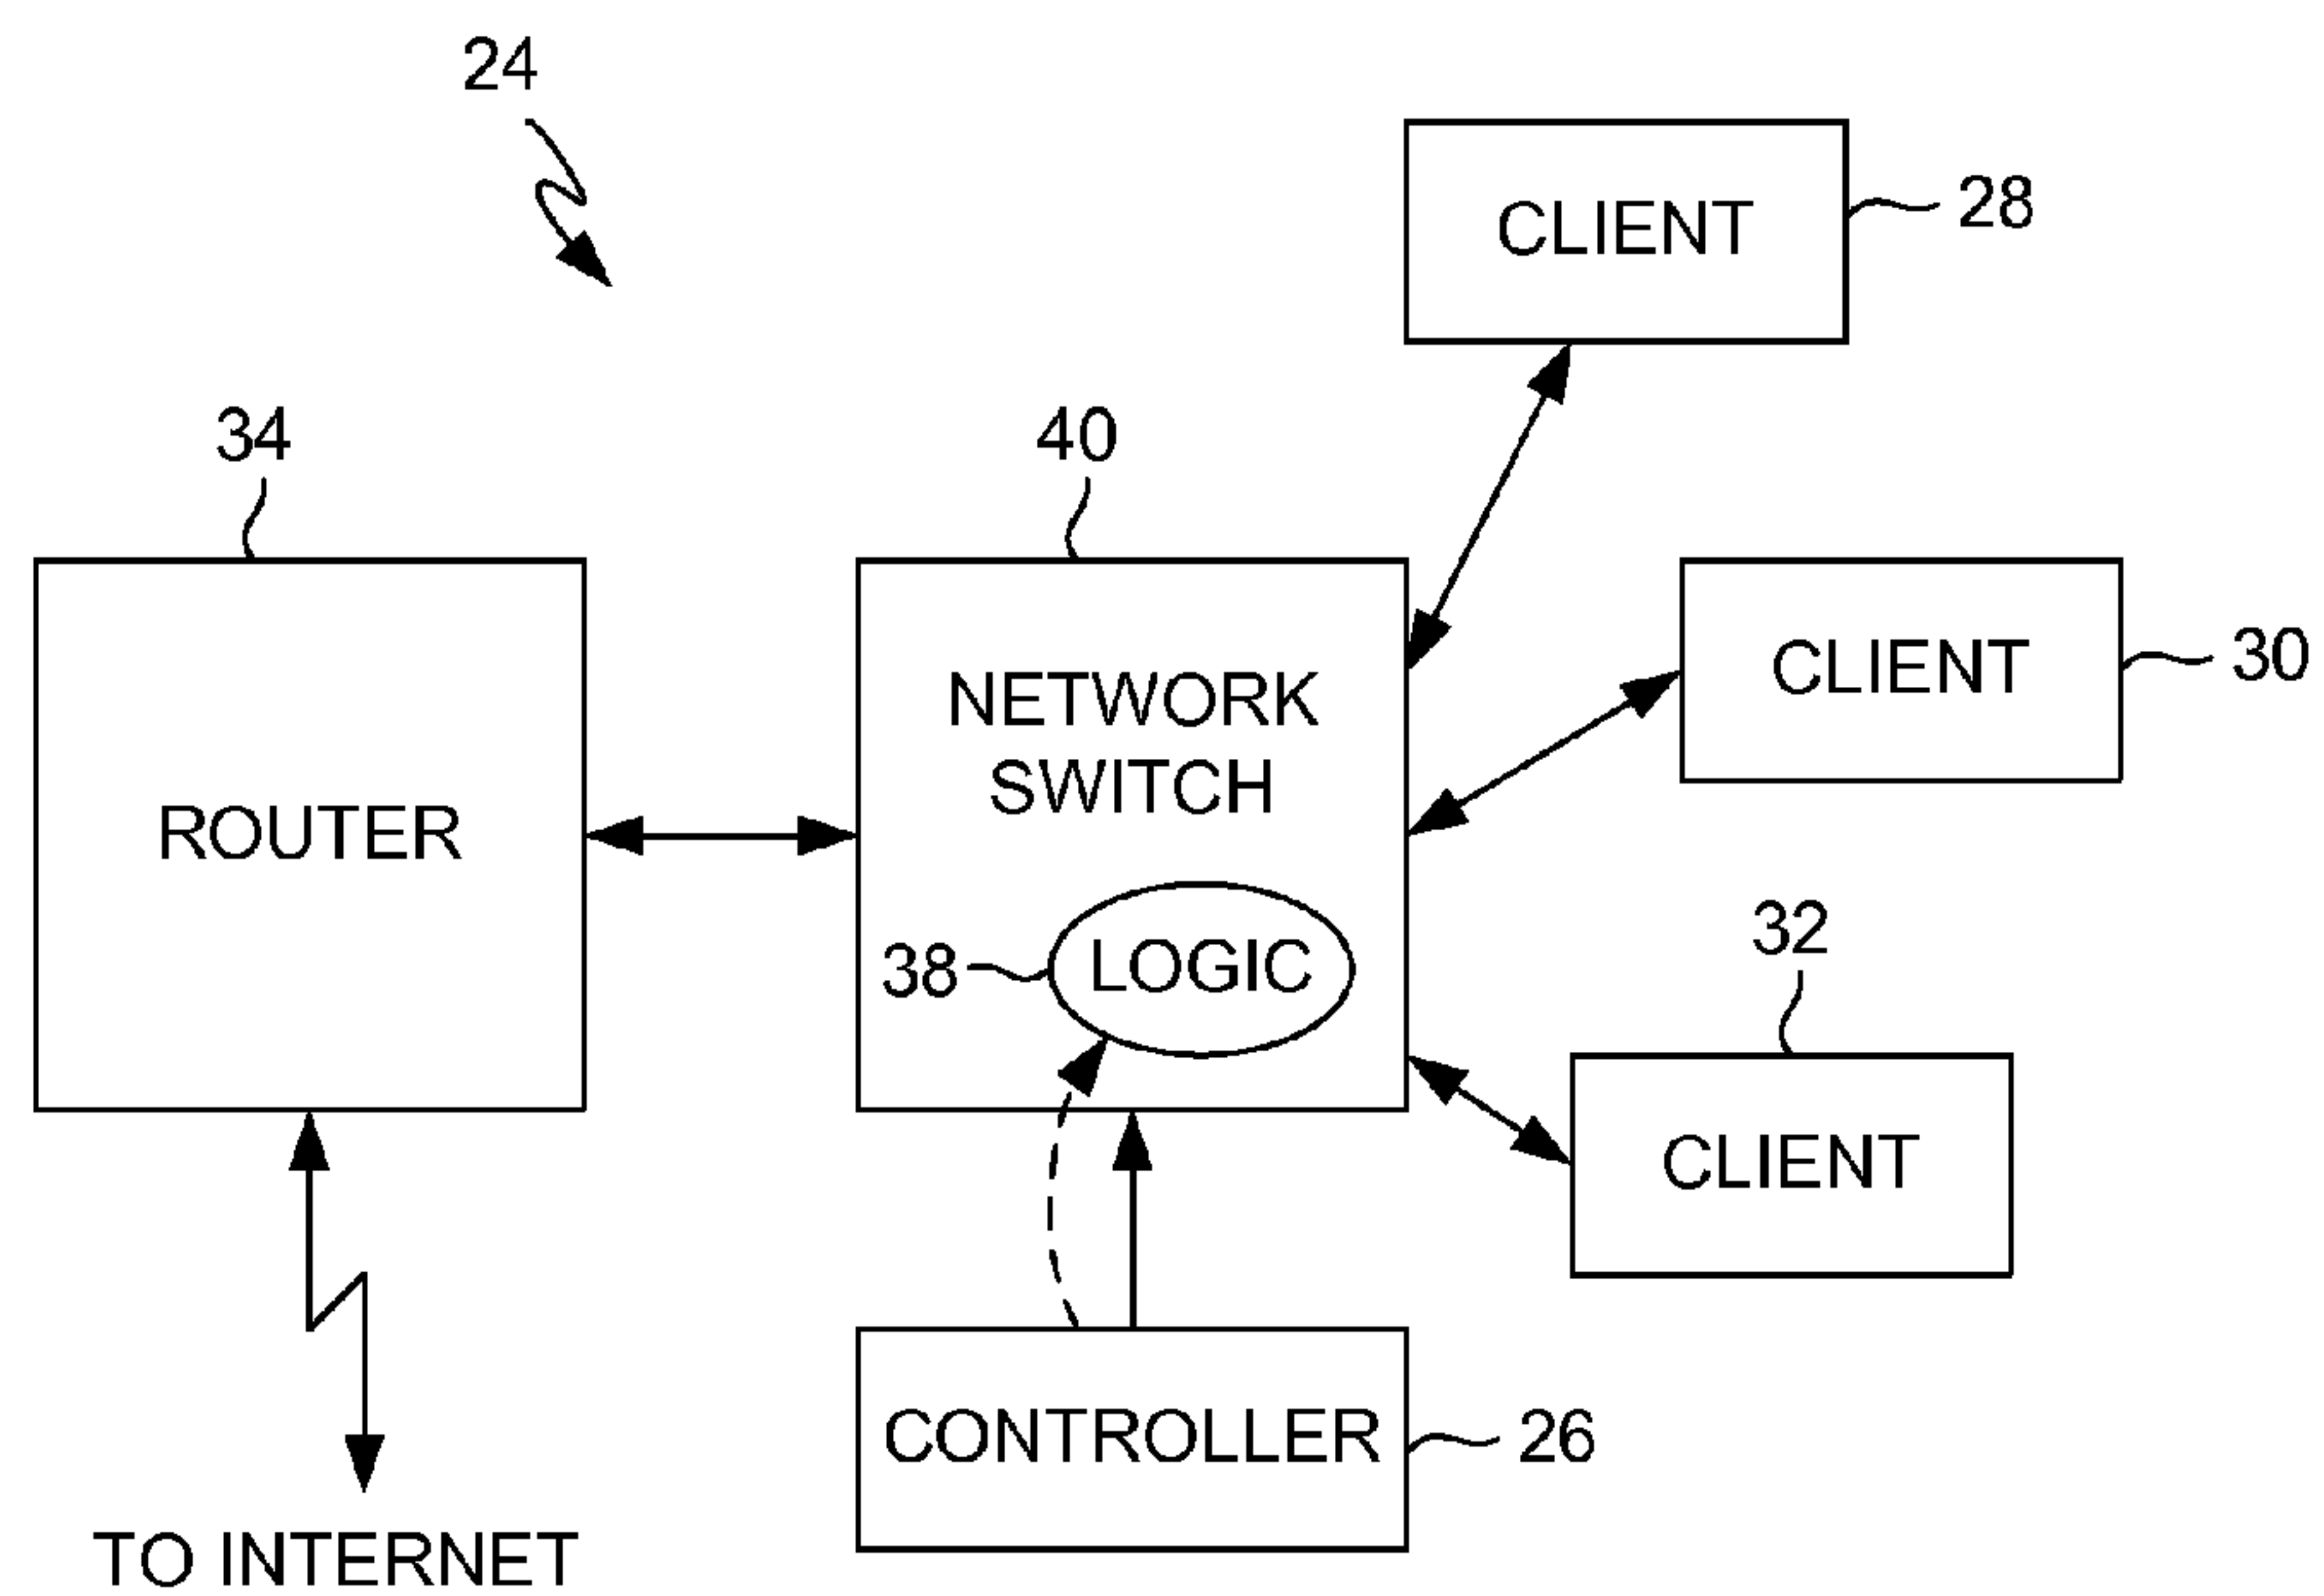 24
CLIENT
28
34
40
NETWORK
SWITCH
CLIENT
30
ROUTER
38
LOGIC
32
CLIENT
CONTROLLER
26
TO INTERNET